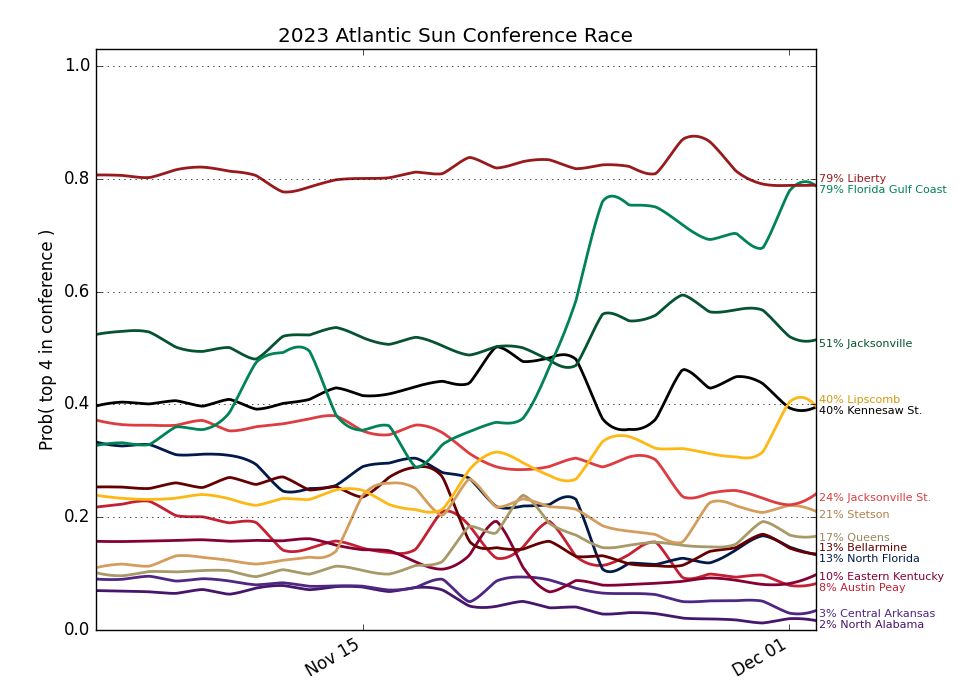 2023 Atlantic Sun Conference Race
Prob( top 4 in conference )
1.0
0.8
0.6
0.4
0.2
0.0
Nov 15
Dec 01
79% Liberty
79% Florida Gulf Coast
51% Jacksonville
40% Lipscomb
40% Kennesaw St.
24% Jacksonville St.
21% Stetson
17% Queens
13% Bellarmine
13% North Florida
10% Eastern Kentucky
8% Austin Peay
3% Central Arkansas
2% North Alabama